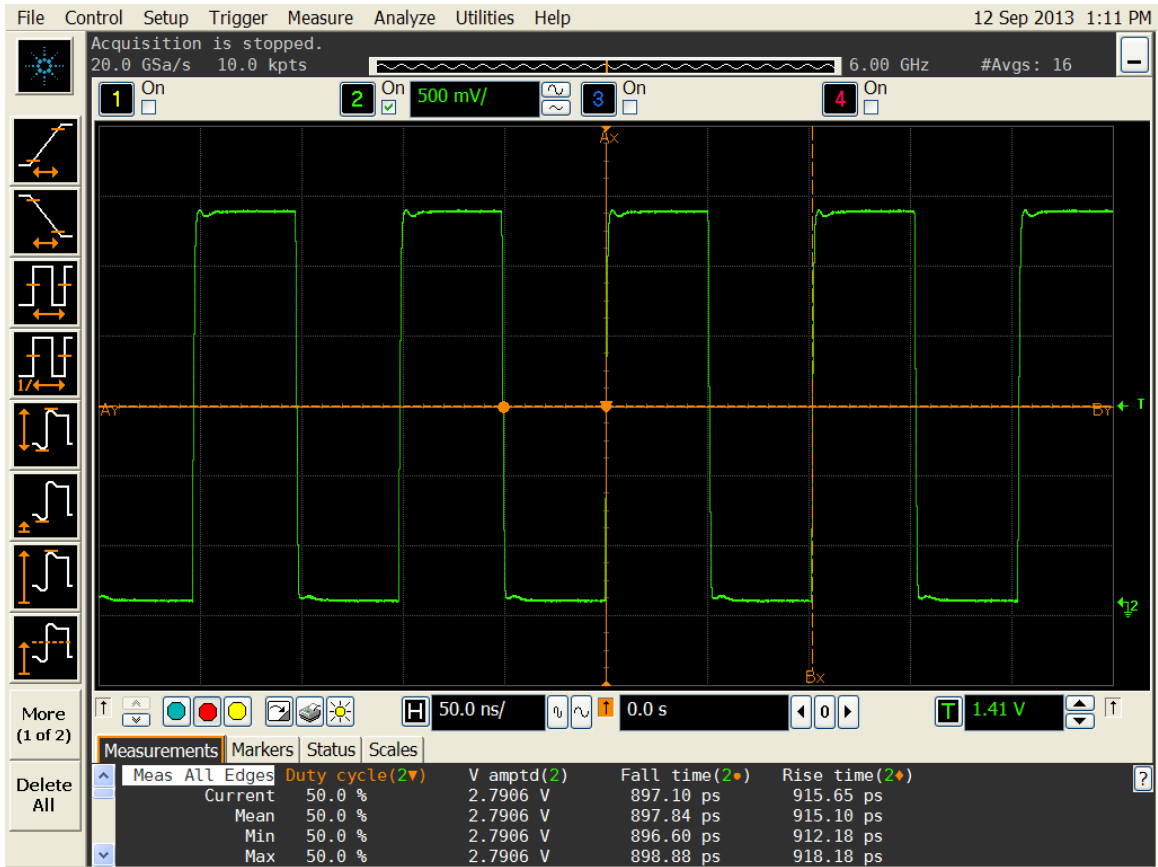 File Control Setup Trigger Measure Analyze Utilities Help 12 Sep 2013 1:11 PM
Acquisition is stopped.
20.0 GSa/s 10.0 kpts 6.00 GHz #Avgs: 16
1 On 2 On 500 mV/ 3 On 4 On
Ax
1/
AY BY T
2
Bx
More
(1 of 2)
Delete
All
H 50.0 ns/ 0.0 s 0 T 1.41 V
Measurements Markers Status Scales
Meas All Edges Duty cycle(2▼) V amptd(2) Fall time(2●) Rise time(2♦) ?
Current 50.0 % 2.7906 V 897.10 ps 915.65 ps
Mean 50.0 % 2.7906 V 897.84 ps 915.10 ps
Min 50.0 % 2.7906 V 896.60 ps 912.18 ps
Max 50.0 % 2.7906 V 898.88 ps 918.18 ps